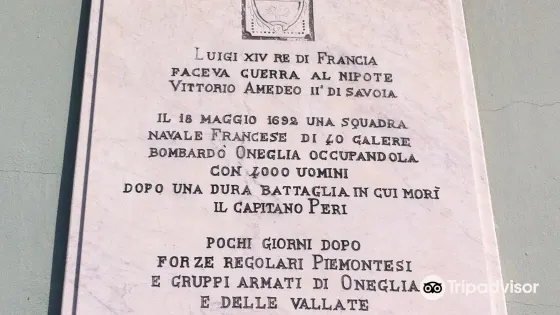 Luigi XIV re di Francia
faceva guerra al nipote
Vittorio Amedeo II° di Savoia
Il 18 maggio 1692 una squadra
navale Francese di 40 galere
bombardò Oneglia occupandola
con 4000 uomini
dopo una dura battaglia in cui morì
il capitano Peri
pochi giorni dopo
forze regolari Piemontesi
e gruppi armati di Oneglia
e delle vallate
Tripadvisor